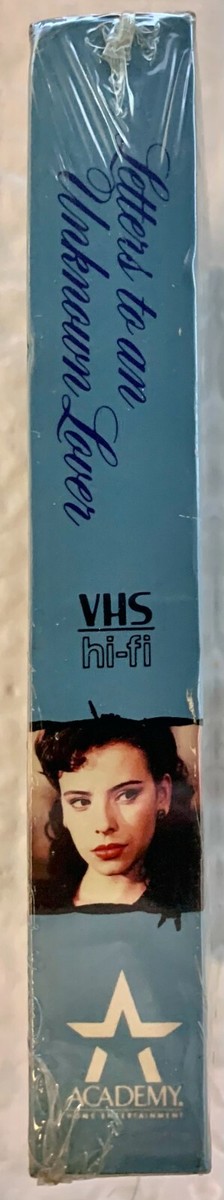 Letters to an
Unknown Lover
VHS
hi-fi
ACADEMY
HOME ENTERTAINMENT